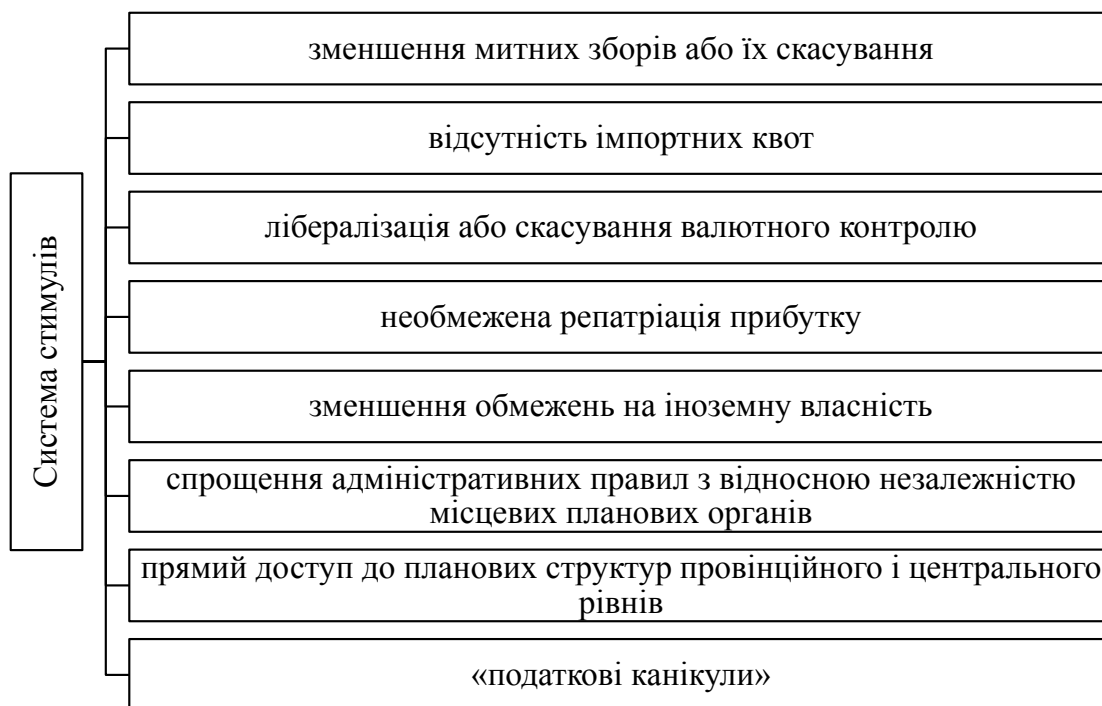 Система стимулів
зменшення митних зборів або їх скасування
відсутність імпортних квот
лібералізація або скасування валютного контролю
необмежена репатріація прибутку
зменшення обмежень на іноземну власність
спрощення адміністративних правил з відносною незалежністю
місцевих планових органів
прямий доступ до планових структур провінційного і центрального
рівнів
«податкові канікули»